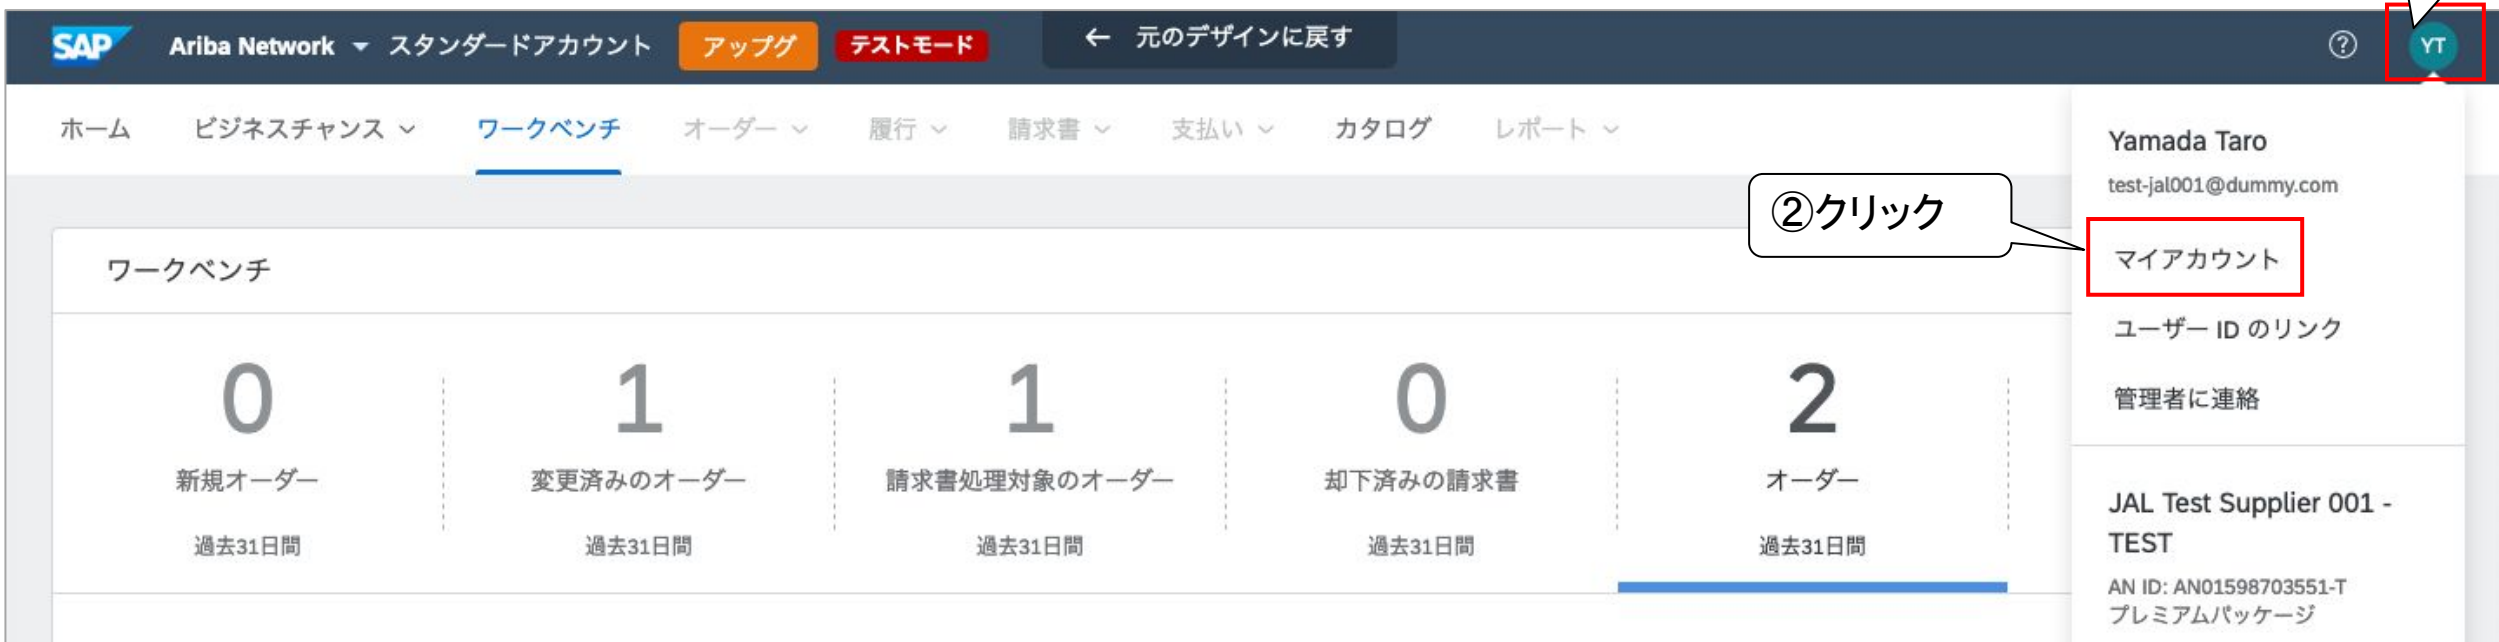 SAP Ariba Network スタンダードアカウント アップグ テストモード ← 元のデザインに戻す ? YT
ホーム ビジネスチャンス ワークベンチ オーダー 履行 請求書 支払い カタログ レポート
Yamada Taro
test-jal001@dummy.com
②クリック
マイアカウント
ユーザー ID のリンク
管理者に連絡
JAL Test Supplier 001 -
TEST
AN ID: AN01598703551-T
プレミアムパッケージ
ワークベンチ
0
新規オーダー
過去31日間
1
変更済みのオーダー
過去31日間
1
請求書処理対象のオーダー
過去31日間
0
却下済みの請求書
過去31日間
2
オーダー
過去31日間